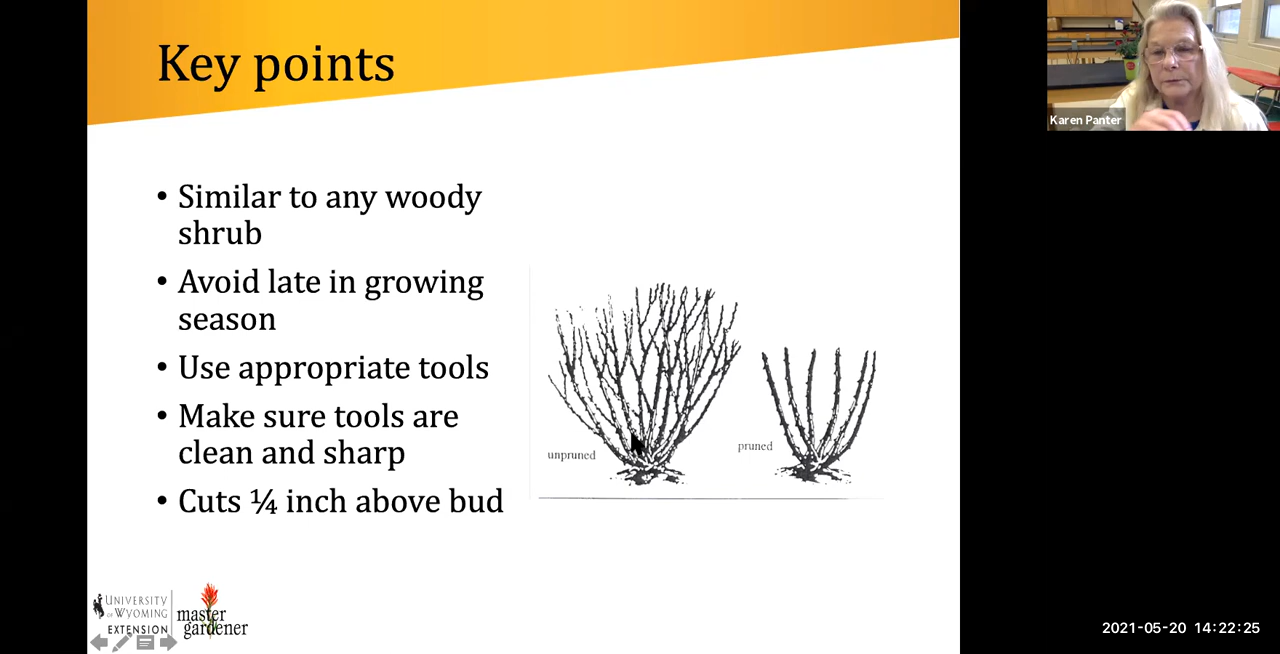 Key points
Karen Panter
• Similar to any woody
shrub
• Avoid late in growing
season
• Use appropriate tools
• Make sure tools are
clean and sharp
• Cuts ¼ inch above bud
unpruned
pruned
UNIVERSITY
OF WYOMING
EXTENSION
master
gardener
2021-05-20 14:22:25